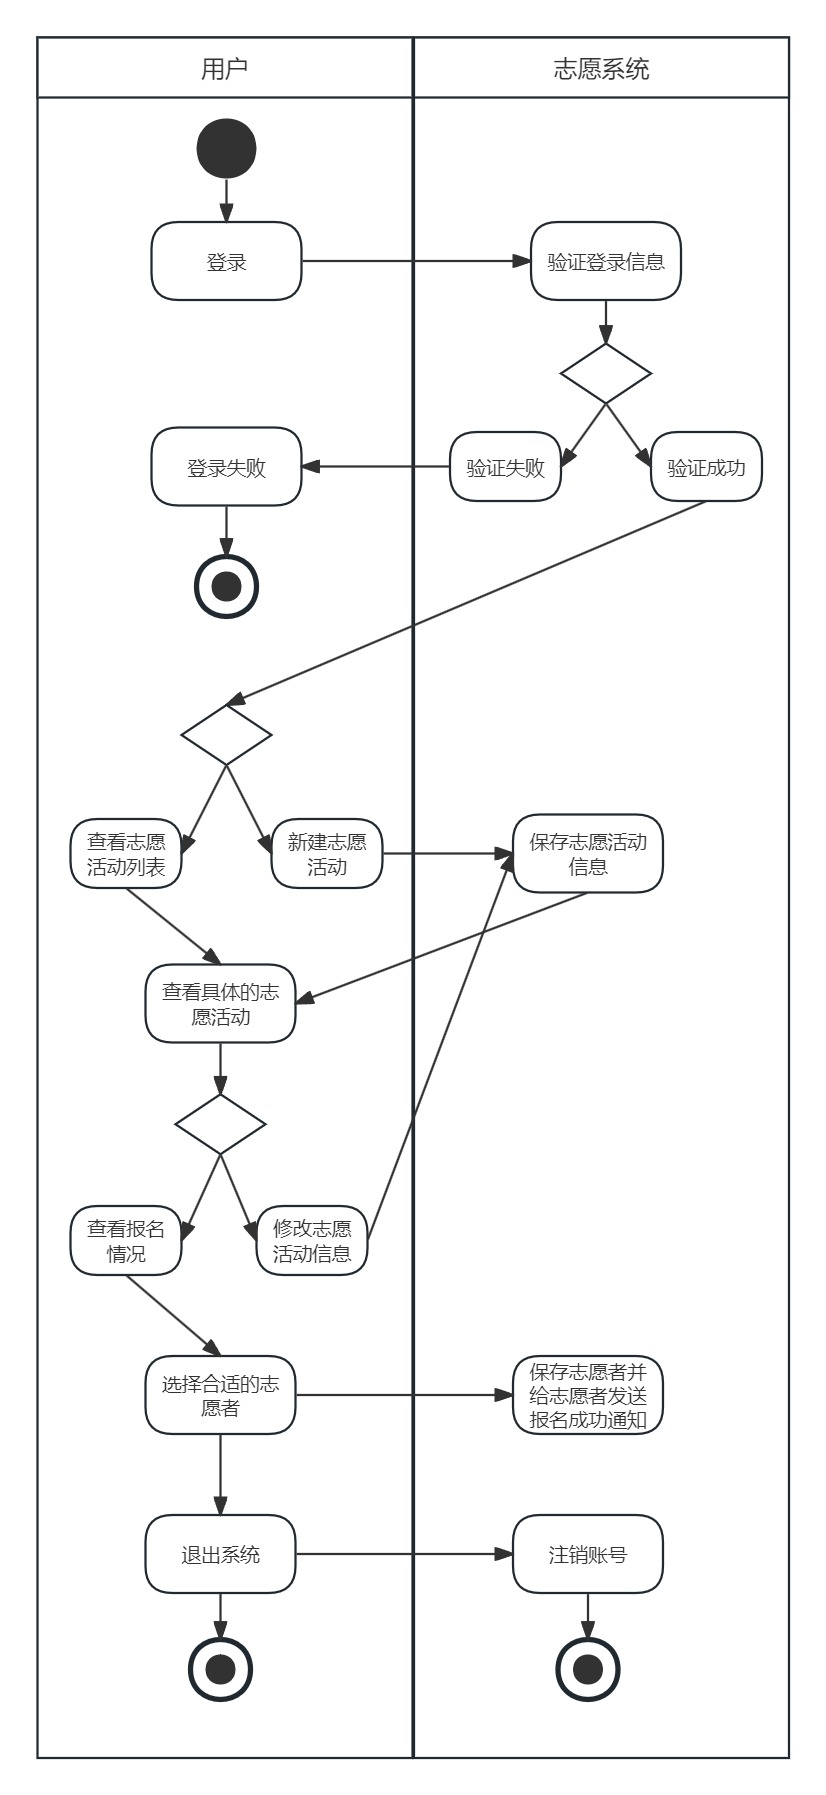 用户
志愿系统
登录
验证登录信息
登录失败
验证失败
验证成功
查看志愿
活动列表
新建志愿
活动
保存志愿活动
信息
查看具体的志
愿活动
查看报名
情况
修改志愿
活动信息
选择合适的志
愿者
保存志愿者并
给志愿者发送
报名成功通知
退出系统
注销账号